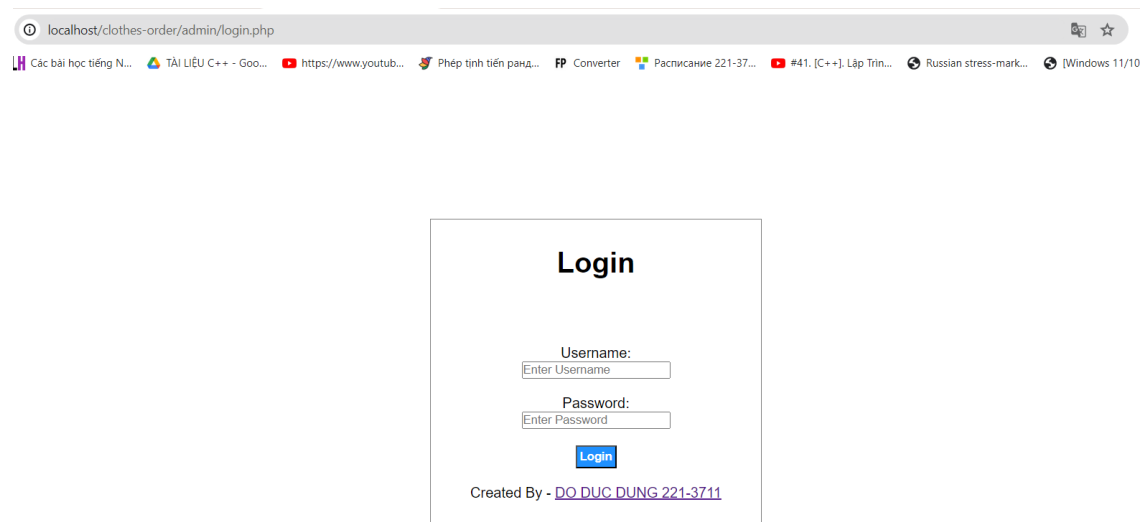 localhost/clothes-order/admin/login.php
Các bài học tiếng N... TÀI LIỆU C++ - Goo... https://www.youtub... Phép tịnh tiến ранд... FP Converter Расписание 221-37... #41. [C++]. Lập Trin... Russian stress-mark... [Windows 11/10
Login
Username:
Enter Username
Password:
Enter Password
Login
Created By - DO DUC DUNG 221-3711